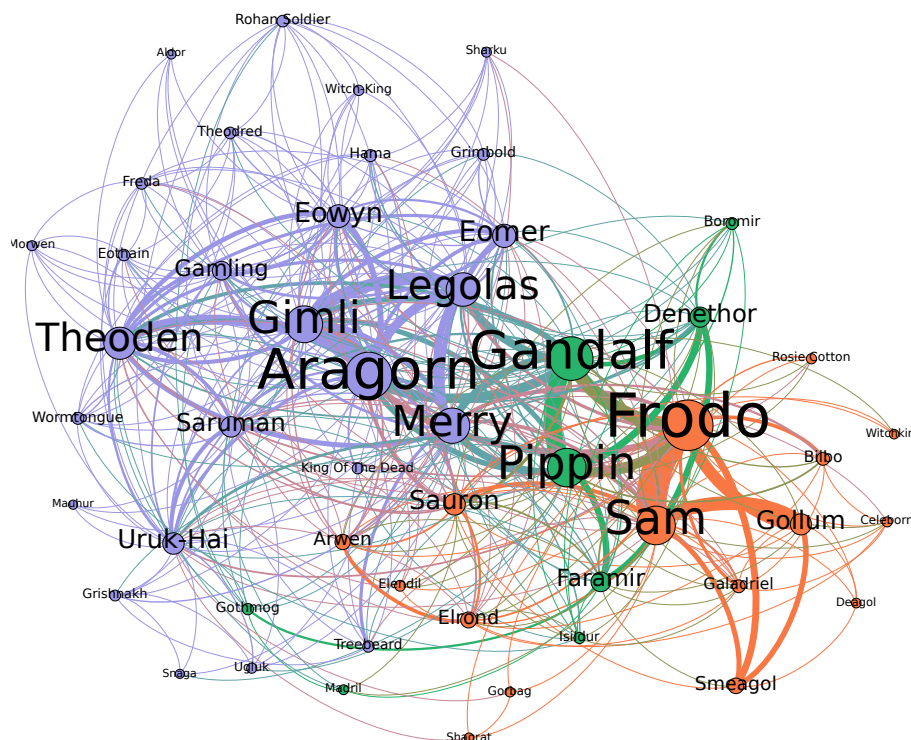 Rohan Soldier
Aldor
Sharku
Witch-King
Theodred
Hama
Grimbold
Freda
Eowyn
Boromir
Eomer
Morwen
Eothain
Gamling
Legolas
Denethor
Gimli
Theoden
Gandalf
Rosie Cotton
Aragorn
Wormtongue
Saruman
Merry
Frodo
Witchking
Bilbo
King Of The Dead
Pippin
Sauron
Madhur
Sam
Gollum
Celeborn
Uruk-Hai
Arwen
Faramir
Elendil
Galadriel
Grishnakh
Gothmog
Deagol
Elrond
Isildur
Treebeard
Snaga
Ugluk
Madril
Gorbag
Smeagol
Shagrat